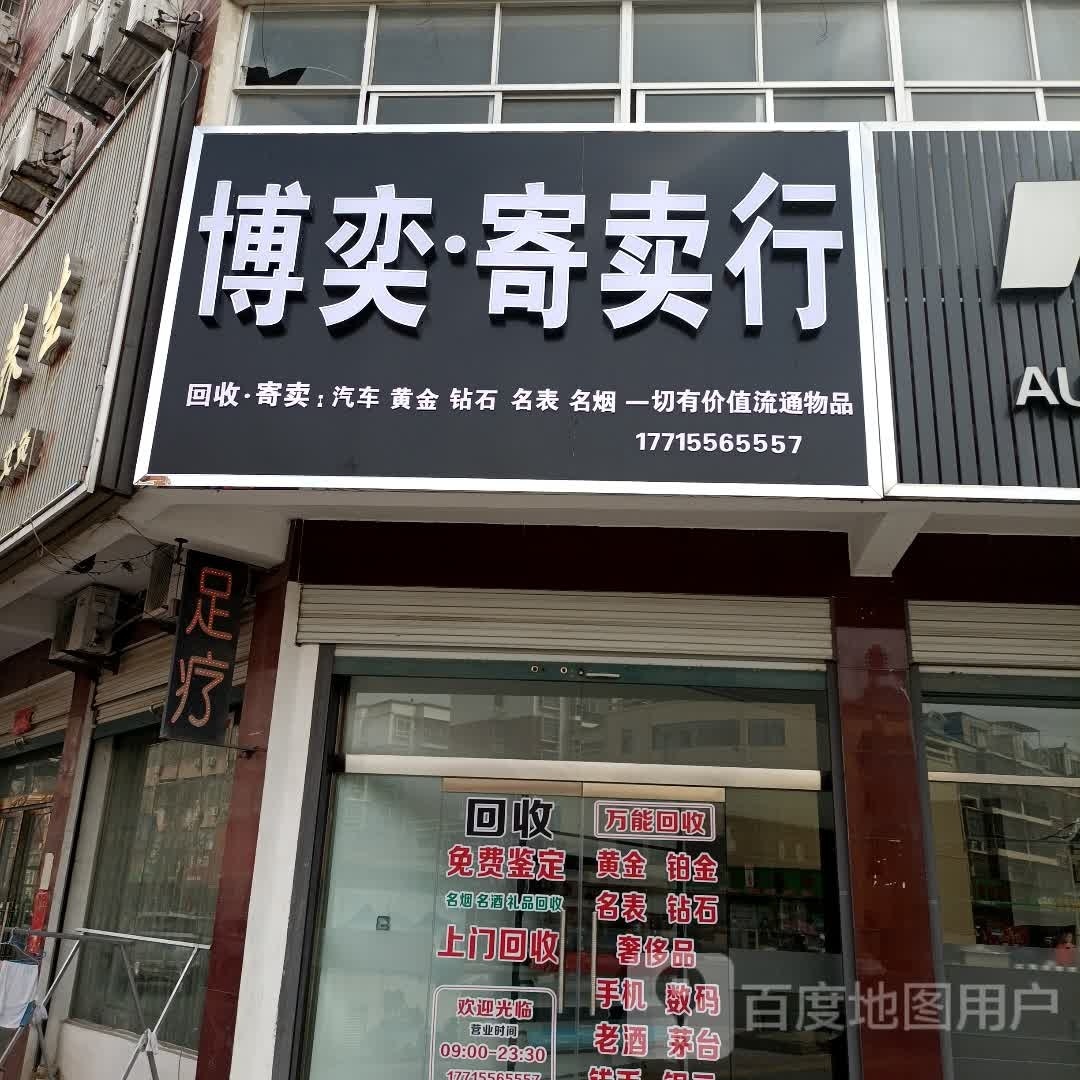 博奕·寄卖行
回收·寄卖：汽车 黄金 钻石 名表 名烟 一切有价值流通物品
17715565557
AU
养生
足疗
回收
免费鉴定
名烟 名酒 礼品回收
上门回收
欢迎光临
营业时间
09:00-23:30
17715565557
万能回收
黄金 铂金
名表 钻石
奢侈品
手机 数码
老酒 茅台
百度地图用户